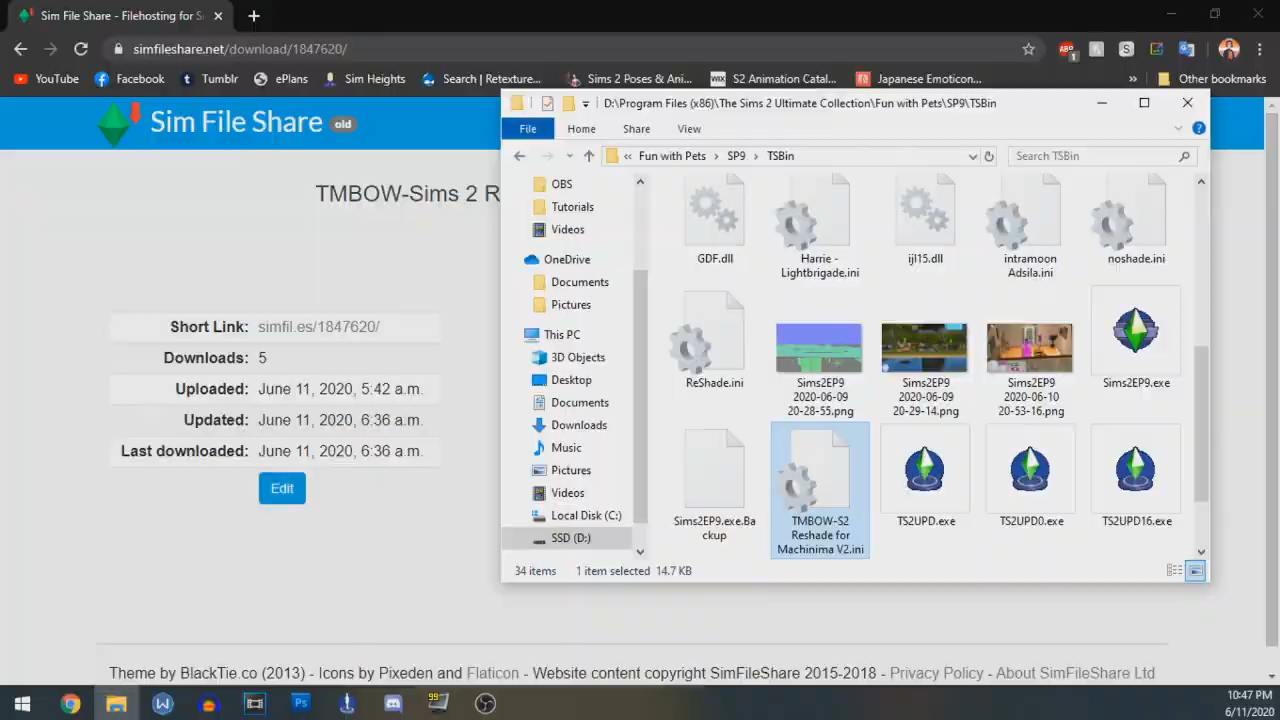 Sim File Share - Filehosting for S
simfileshare.net/download/1847620/
ABP
1
S
YouTube
Facebook
Tumblr
ePlans
Sim Heights
Search | Retexture...
Sims 2 Poses & Ani...
WIX
S2 Animation Catal...
Japanese Emoticon...
»
Other bookmarks
Sim File Share old
TMBOW-Sims 2 R
Short Link: simfil.es/1847620/
Downloads: 5
Uploaded: June 11, 2020, 5:42 a.m.
Updated: June 11, 2020, 6:36 a.m.
Last downloaded: June 11, 2020, 6:36 a.m.
Edit
D:\Program Files (x86)\The Sims 2 Ultimate Collection\Fun with Pets\SP9\TSBin
File
Home
Share
View
« Fun with Pets > SP9 > TSBin
Search TSBin
OBS
Tutorials
Videos
OneDrive
Documents
Pictures
This PC
3D Objects
Desktop
Documents
Downloads
Music
Pictures
Videos
Local Disk (C:)
SSD (D:)
GDF.dll
Harrie -
Lightbrigade.ini
ijl15.dll
intramoon
Adsila.ini
noshade.ini
ReShade.ini
Sims2EP9
2020-06-09
20-28-55.png
Sims2EP9
2020-06-09
20-29-14.png
Sims2EP9
2020-06-10
20-53-16.png
Sims2EP9.exe
Sims2EP9.exe.Ba
ckup
TMBOW-S2
Reshade for
Machinima V2.ini
TS2UPD.exe
TS2UPD0.exe
TS2UPD16.exe
34 items
1 item selected 14.7 KB
Theme by BlackTie.co (2013) - Icons by Pixeden and Flaticon - Website content copyright SimFileShare 2015-2018 - Privacy Policy - About SimFileShare Ltd
W
Ps
99
10:47 PM
6/11/2020